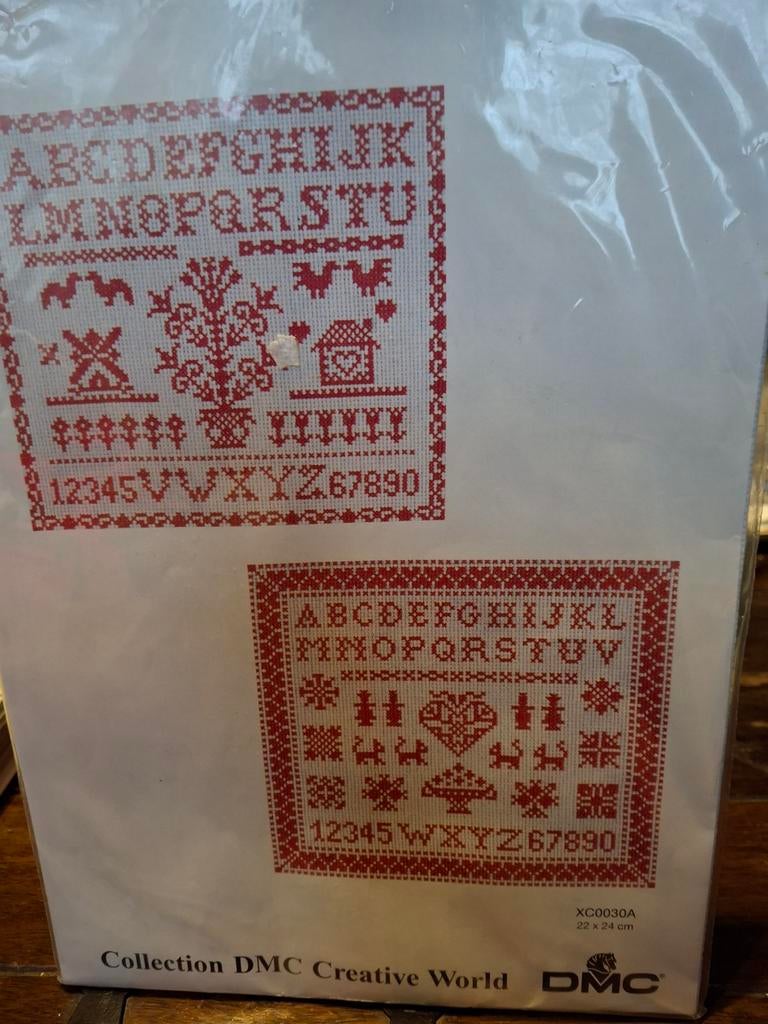 ABCDEFGHIJK
LMNOPQRSTU
12345VWXYZ67890
ABCDEFGHIJKL
MNOPQRSTUV
12345WXYZ67890
XC0030A
22 x 24 cm
Collection DMC Creative World
DMC®